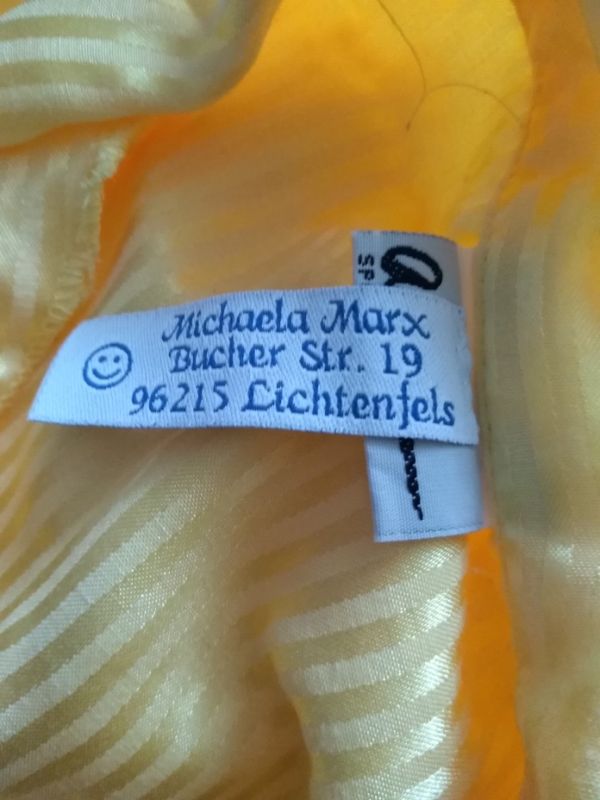 Michaela Marx
Bucher Str. 19
96215 Lichtenfels